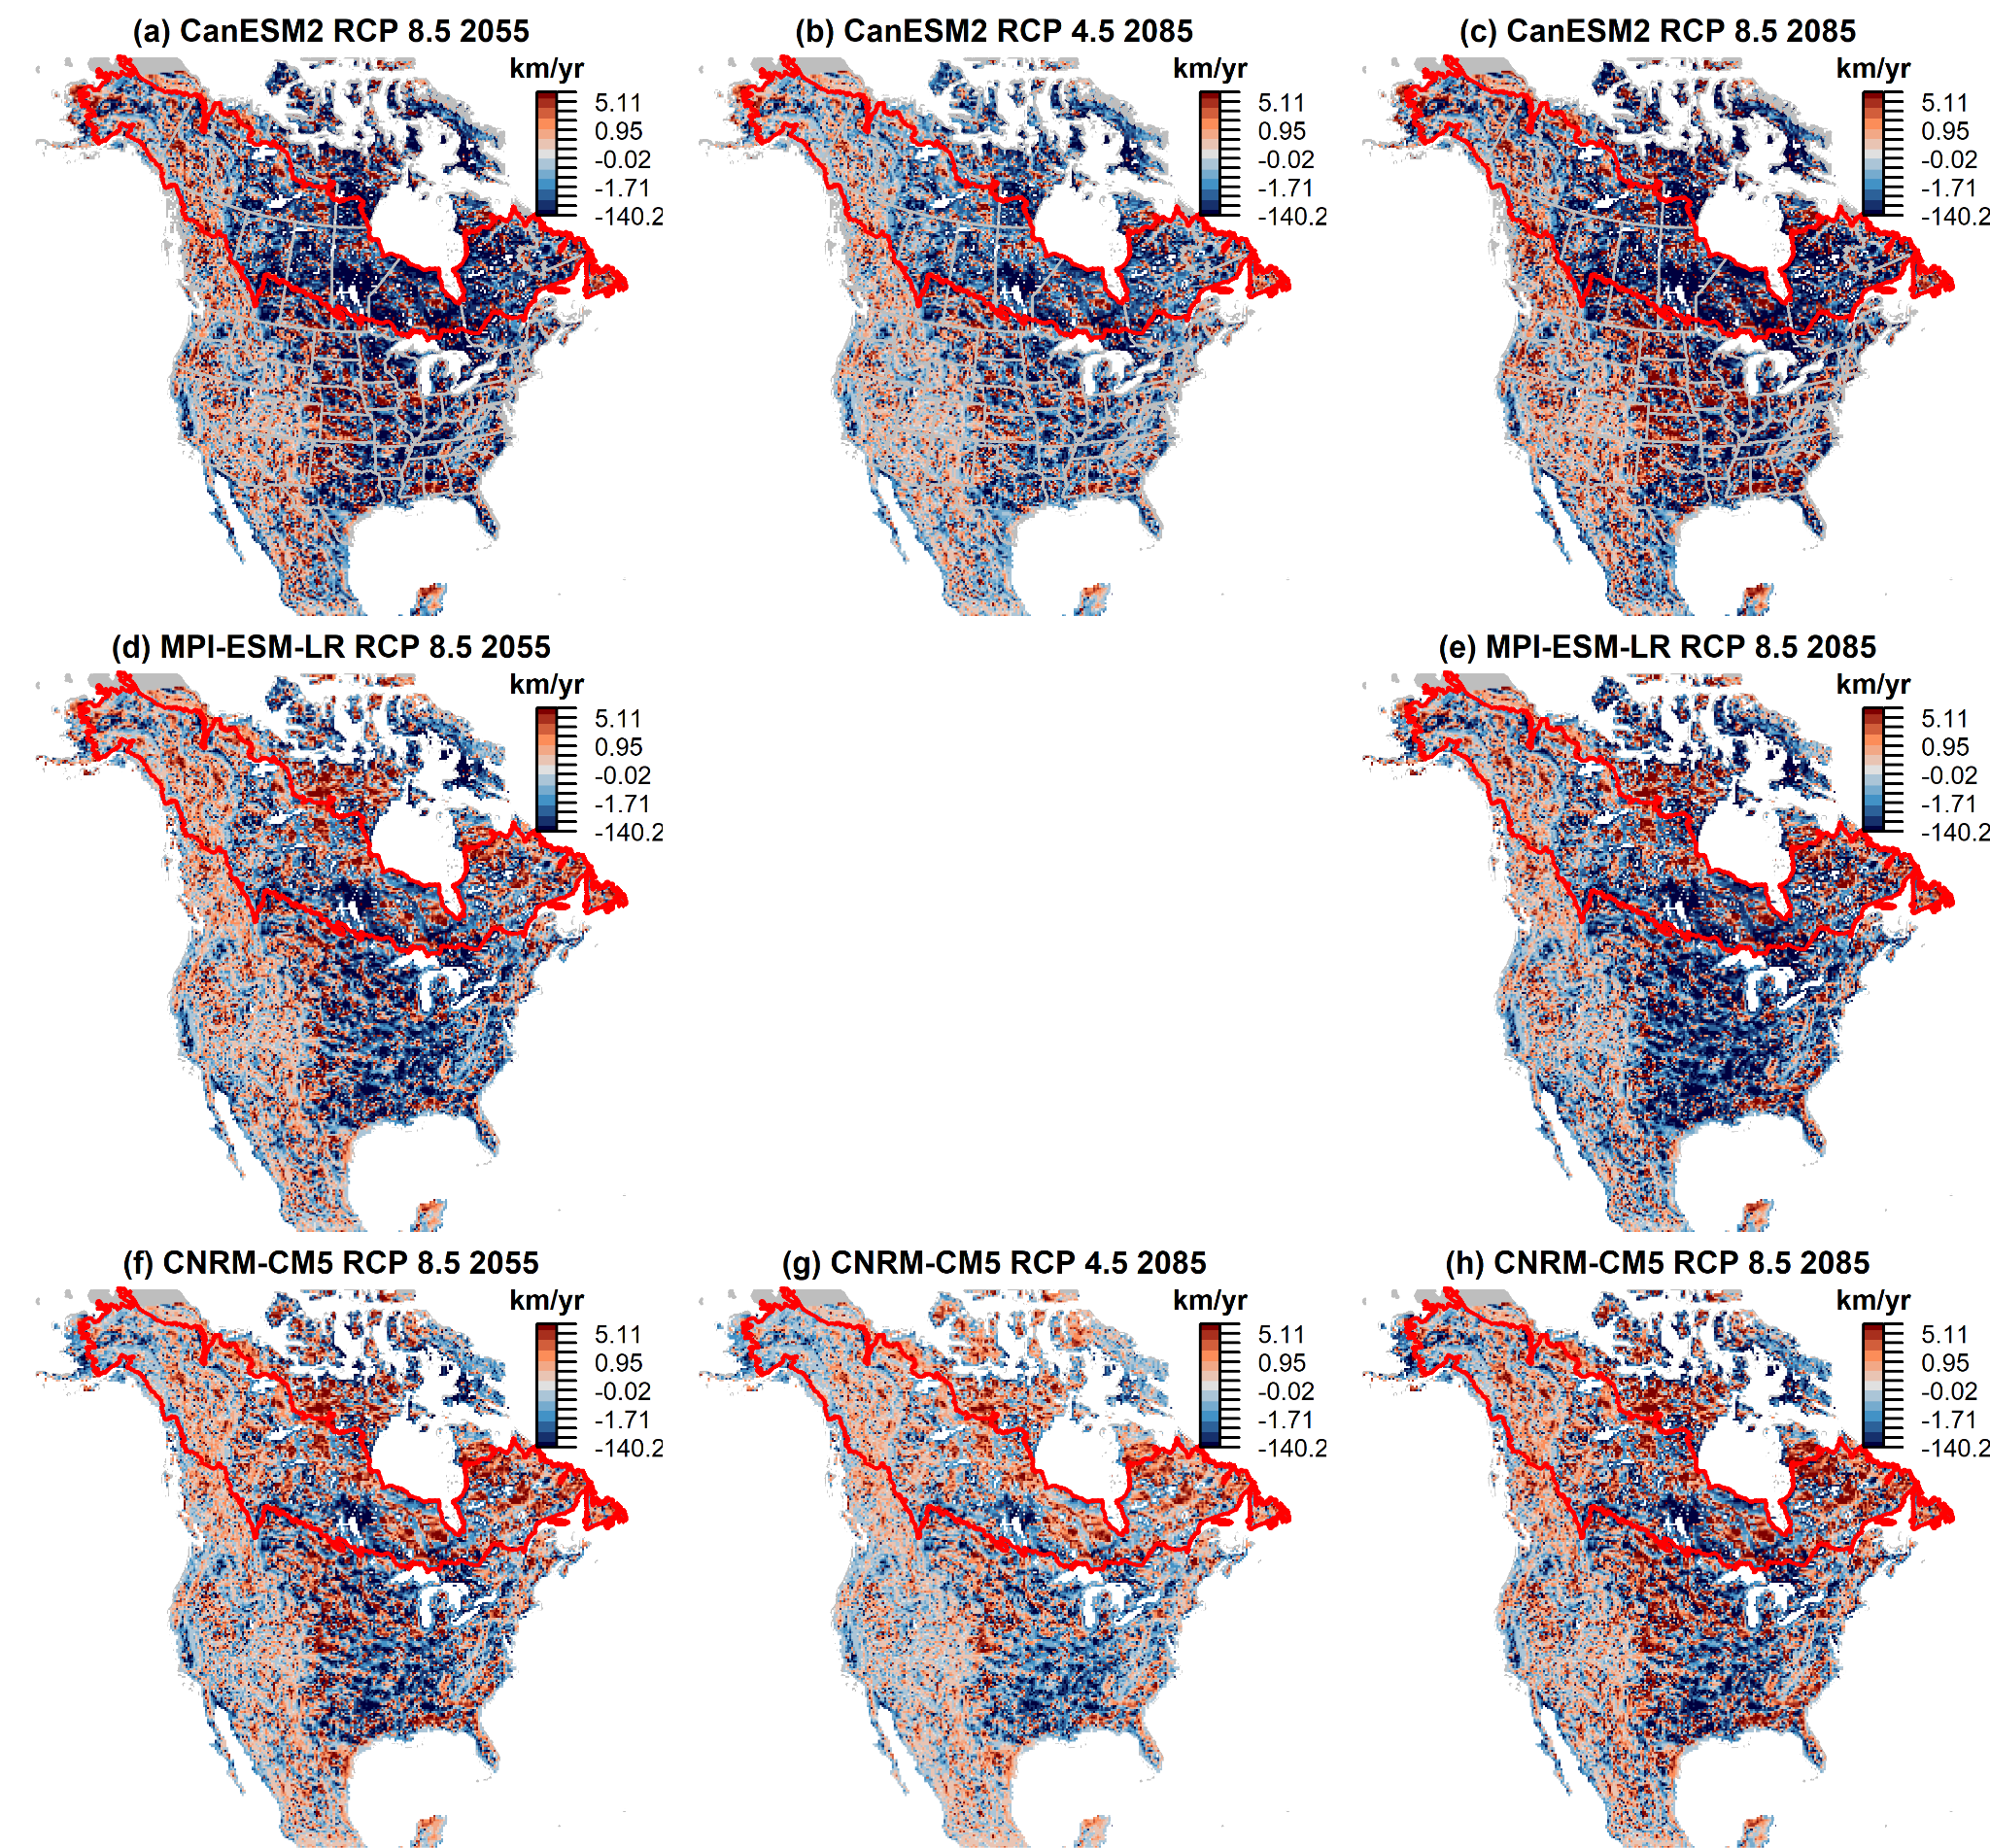 (a) CanESM2 RCP 8.5 2055
km/yr
5.11
0.95
-0.02
-1.71
-140.2
(b) CanESM2 RCP 4.5 2085
km/yr
5.11
0.95
-0.02
-1.71
-140.2
(c) CanESM2 RCP 8.5 2085
km/yr
5.11
0.95
-0.02
-1.71
-140.2
(d) MPI-ESM-LR RCP 8.5 2055
km/yr
5.11
0.95
-0.02
-1.71
-140.2
(e) MPI-ESM-LR RCP 8.5 2085
km/yr
5.11
0.95
-0.02
-1.71
-140.2
(f) CNRM-CM5 RCP 8.5 2055
km/yr
5.11
0.95
-0.02
-1.71
-140.2
(g) CNRM-CM5 RCP 4.5 2085
km/yr
5.11
0.95
-0.02
-1.71
-140.2
(h) CNRM-CM5 RCP 8.5 2085
km/yr
5.11
0.95
-0.02
-1.71
-140.2